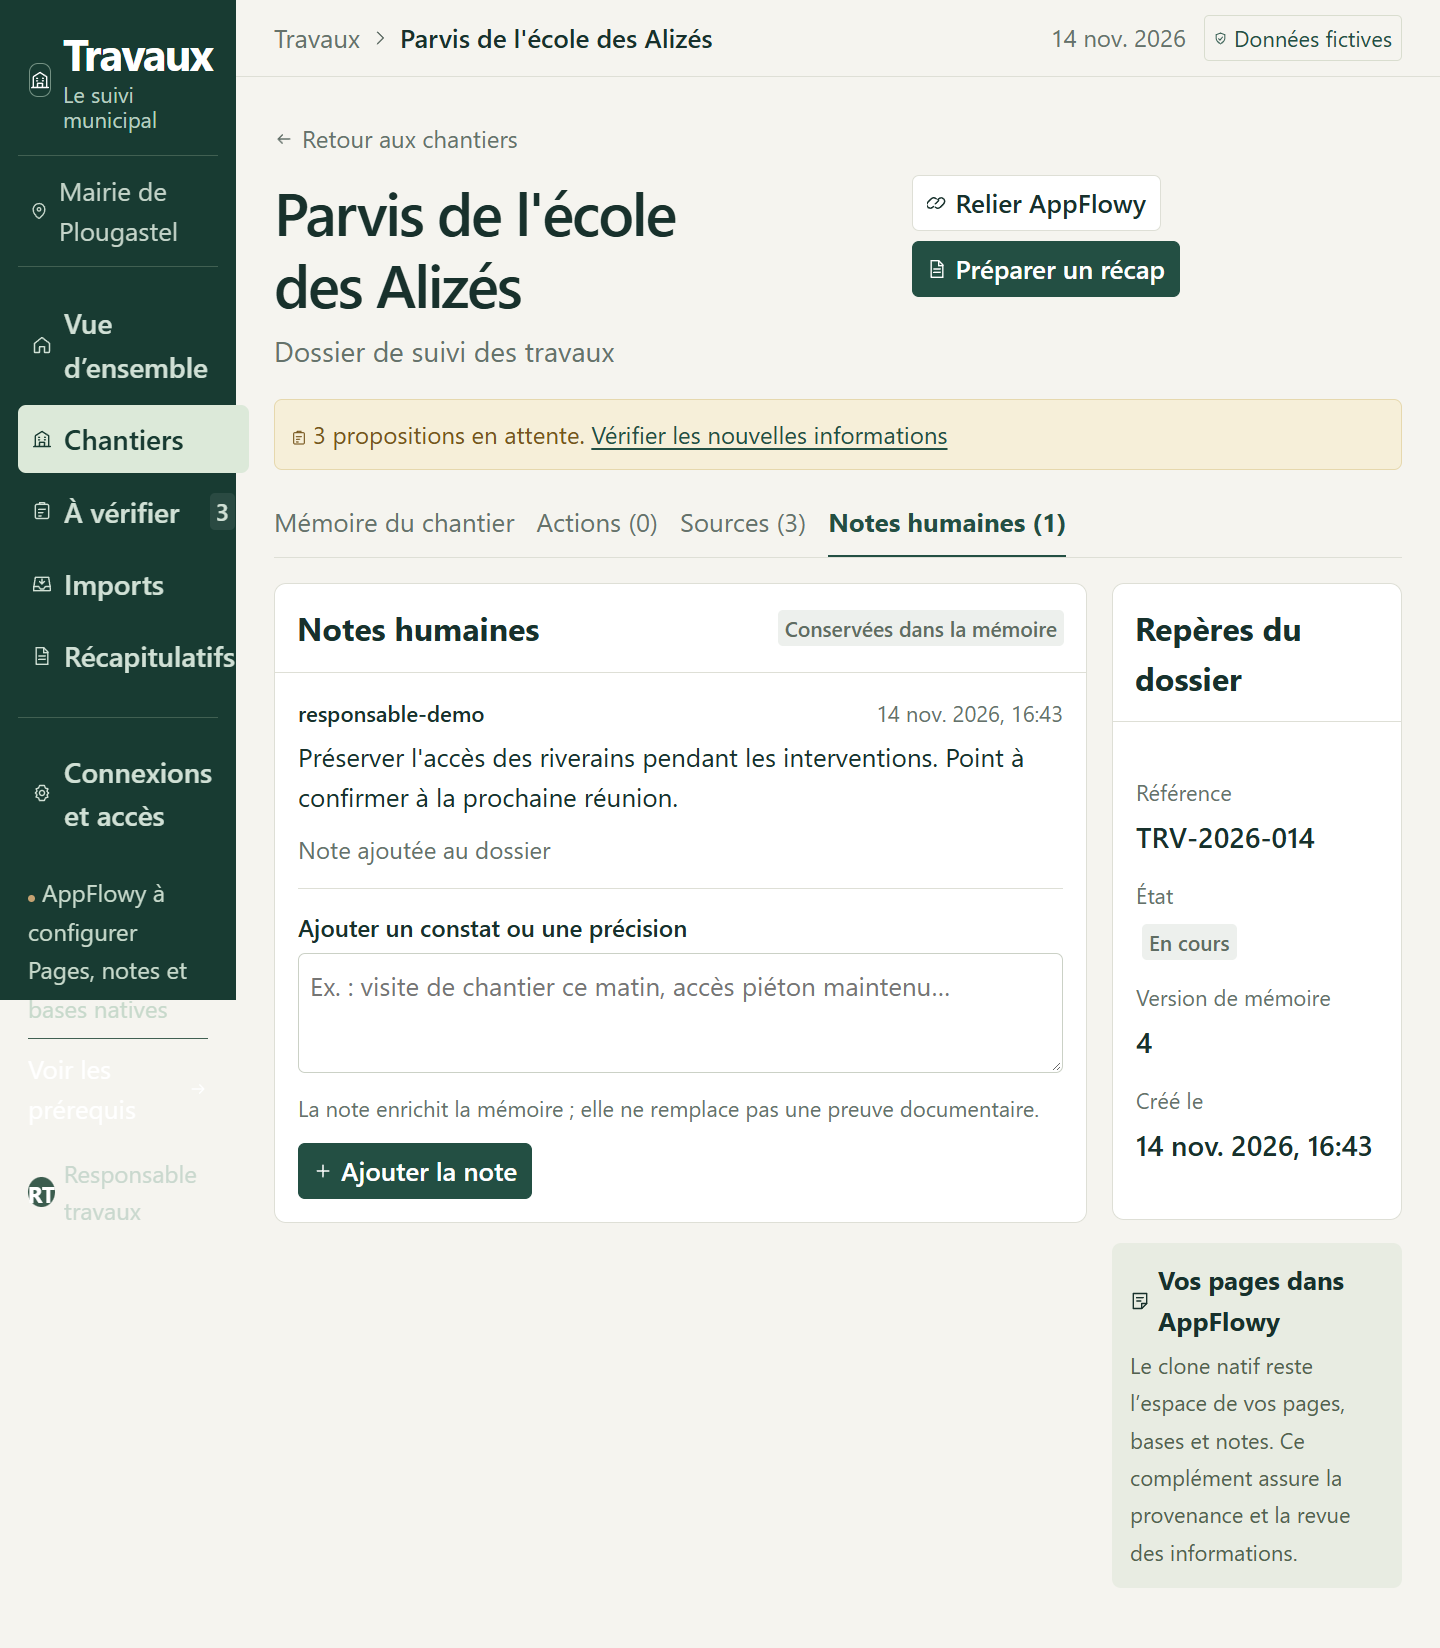 Travaux
Le suivi
municipal
Mairie de
Plougastel
Vue
d’ensemble
Chantiers
À vérifier 3
Imports
Récapitulatifs
Connexions
et accès
AppFlowy à
configurer
Pages, notes et
bases natives
Voir les
prérequis →
RT
Responsable
travaux
Travaux > Parvis de l'école des Alizés
14 nov. 2026
Données fictives
← Retour aux chantiers
Parvis de l'école
des Alizés
Dossier de suivi des travaux
Relier AppFlowy
Préparer un récap
3 propositions en attente. Vérifier les nouvelles informations
Mémoire du chantier Actions (0) Sources (3) Notes humaines (1)
Notes humaines
Conservées dans la mémoire
responsable-demo
14 nov. 2026, 16:43
Préserver l'accès des riverains pendant les interventions. Point à
confirmer à la prochaine réunion.
Note ajoutée au dossier
Ajouter un constat ou une précision
Ex. : visite de chantier ce matin, accès piéton maintenu…
La note enrichit la mémoire ; elle ne remplace pas une preuve documentaire.
+ Ajouter la note
Repères du
dossier
Référence
TRV-2026-014
État
En cours
Version de mémoire
4
Créé le
14 nov. 2026, 16:43
Vos pages dans
AppFlowy
Le clone natif reste
l’espace de vos pages,
bases et notes. Ce
complément assure la
provenance et la revue
des informations.